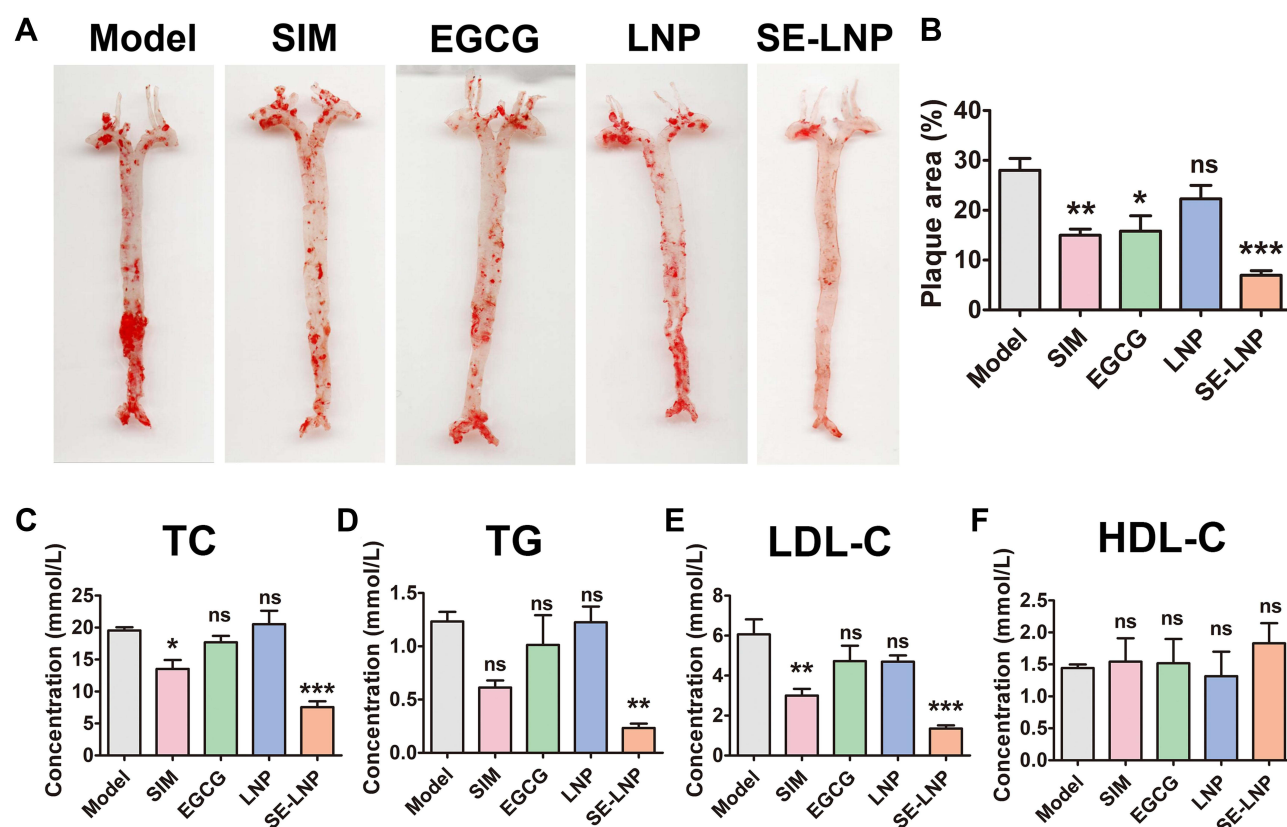 A
Model SIM EGCG LNP SE-LNP
B
Plaque area (%)
40
30
20
10
0
** * ns ***
Model SIM EGCG LNP SE-LNP
C
TC
Concentration (mmol/L)
25
20
15
10
5
0
* ns ns ***
Model SIM EGCG LNP SE-LNP
D
TG
Concentration (mmol/L)
1.5
1.0
0.5
0.0
ns ns ns **
Model SIM EGCG LNP SE-LNP
E
LDL-C
Concentration (mmol/L)
8
6
4
2
0
** ns ns ***
Model SIM EGCG LNP SE-LNP
F
HDL-C
Concentration (mmol/L)
2.5
2.0
1.5
1.0
0.5
0.0
ns ns ns ns
Model SIM EGCG LNP SE-LNP